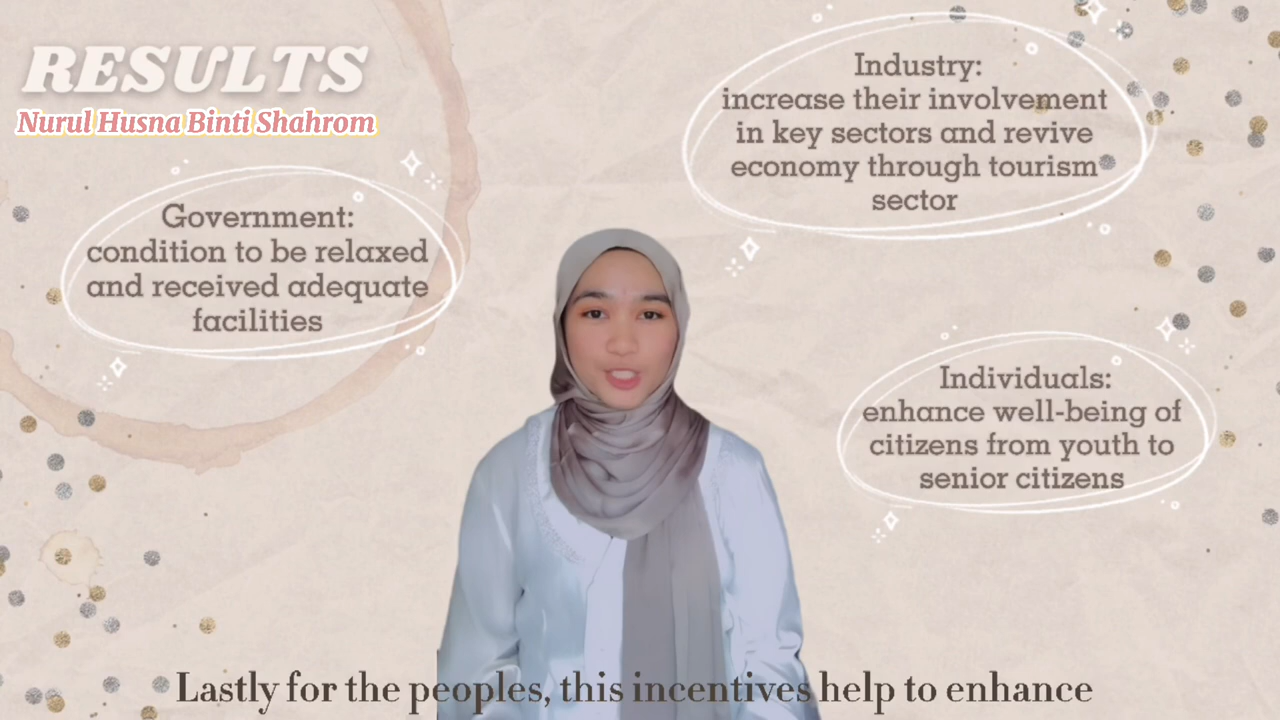 RESULTS
Nurul Husna Binti Shahrom
Government:
condition to be relaxed
and received adequate
facilities
Industry:
increase their involvement
in key sectors and revive
economy through tourism
sector
Individuals:
enhance well-being of
citizens from youth to
senior citizens
Lastly for the peoples, this incentives help to enhance